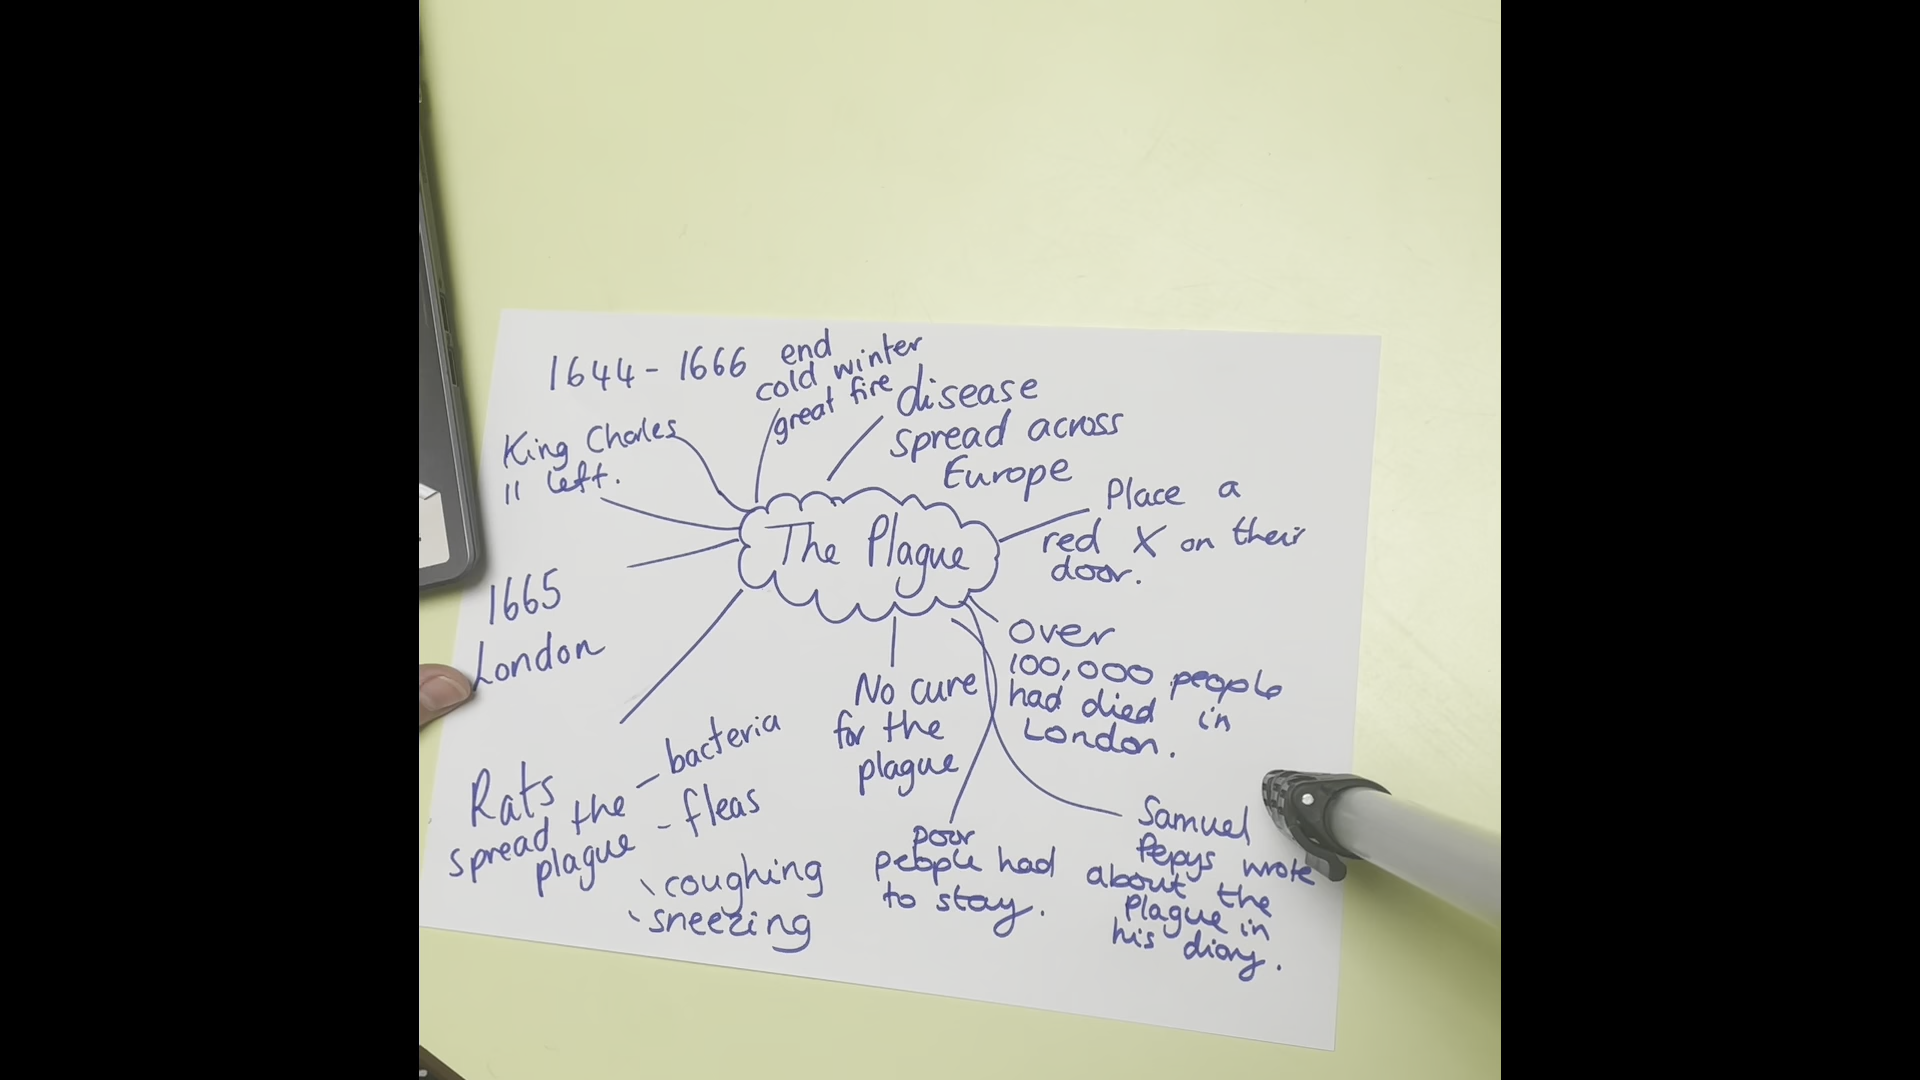 1644 - 1666
end
cold winter
great fire
disease
spread across
Europe
King Charles
II left.
The Plague
Place a
red X on their
door.
1665
London
over
100,000 people
had died in
London.
No cure
for the
plague
Rats
spread the
plague
- bacteria
- fleas
\ coughing
\ sneezing
poor
people had
to stay.
Samuel
Pepys wrote
about the
Plague in
his diary.